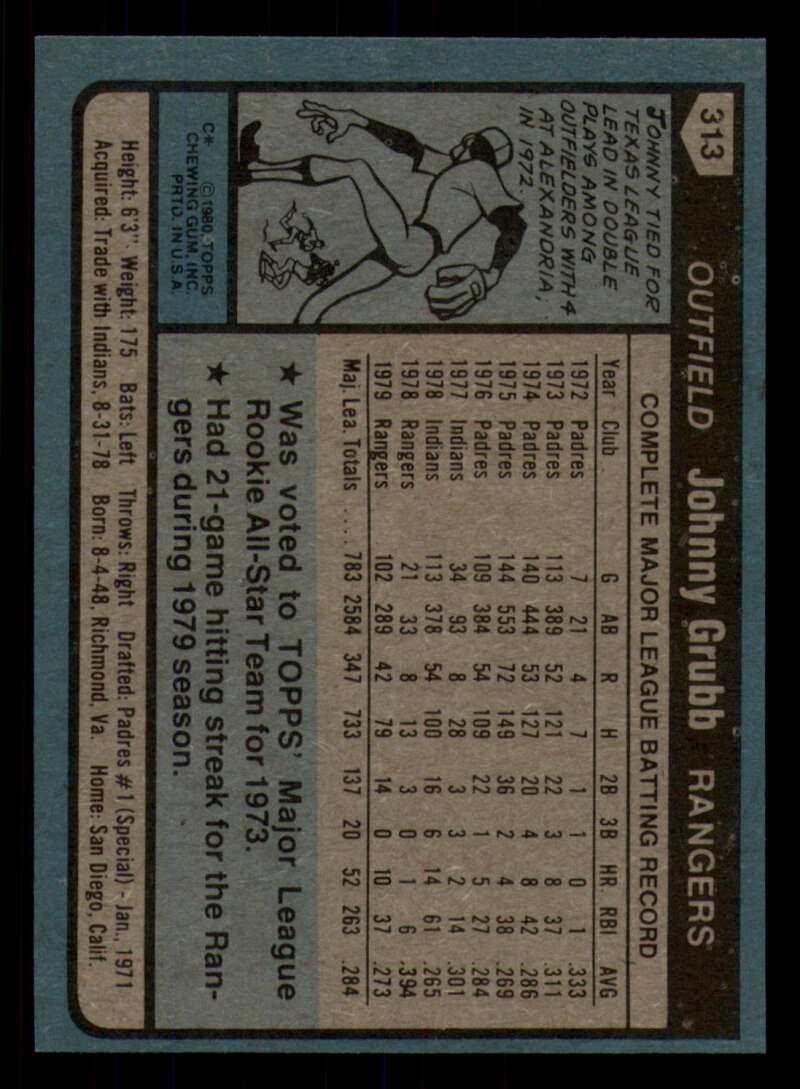 313
OUTFIELD Johnny Grubb RANGERS
JOHNNY TIED FOR
TEXAS LEAGUE
LEAD IN DOUBLE
PLAYS AMONG
OUTFIELDERS WITH 4
AT ALEXANDRIA,
IN 1972.
C* © 1980 TOPPS
CHEWING GUM, INC.
PRTD. IN U.S.A.
COMPLETE MAJOR LEAGUE BATTING RECORD
Year Club G AB R H 2B 3B HR RBI AVG
1972 Padres 7 21 4 7 1 1 0 1 .333
1973 Padres 113 389 52 121 22 3 8 37 .311
1974 Padres 140 444 53 127 20 4 8 42 .286
1975 Padres 144 553 72 149 36 2 4 38 .269
1976 Padres 109 384 54 109 22 1 5 27 .284
1977 Indians 34 93 8 28 3 3 2 14 .301
1978 Indians 113 378 54 100 16 6 14 61 .265
1978 Rangers 21 33 8 13 3 0 1 6 .394
1979 Rangers 102 289 42 79 14 0 10 37 .273
Maj. Lea. Totals .... 783 2584 347 733 137 20 52 263 .284
★ Was voted to TOPPS' Major League
Rookie All-Star Team for 1973.
★ Had 21-game hitting streak for the Ran-
gers during 1979 season.
Height: 6'3" Weight: 175 Bats: Left Throws: Right Drafted: Padres #1 (Special) - Jan., 1971
Acquired: Trade with Indians, 8-31-78 Born: 8-4-48, Richmond, Va. Home: San Diego, Calif.